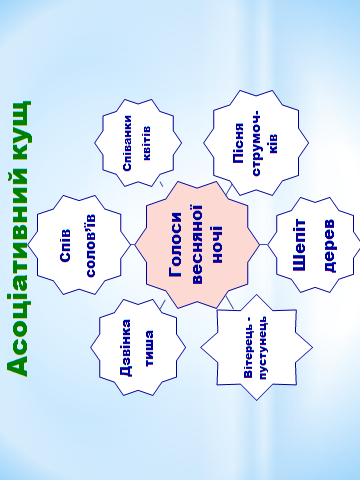 Асоціативний кущ
Спів
солов’їв
Дзвінка
тиша
Співанки
квітів
Голоси
весняної
ночі
Вітерець -
пустунець
Пісня
струмоч-
ків
Шепіт
дерев